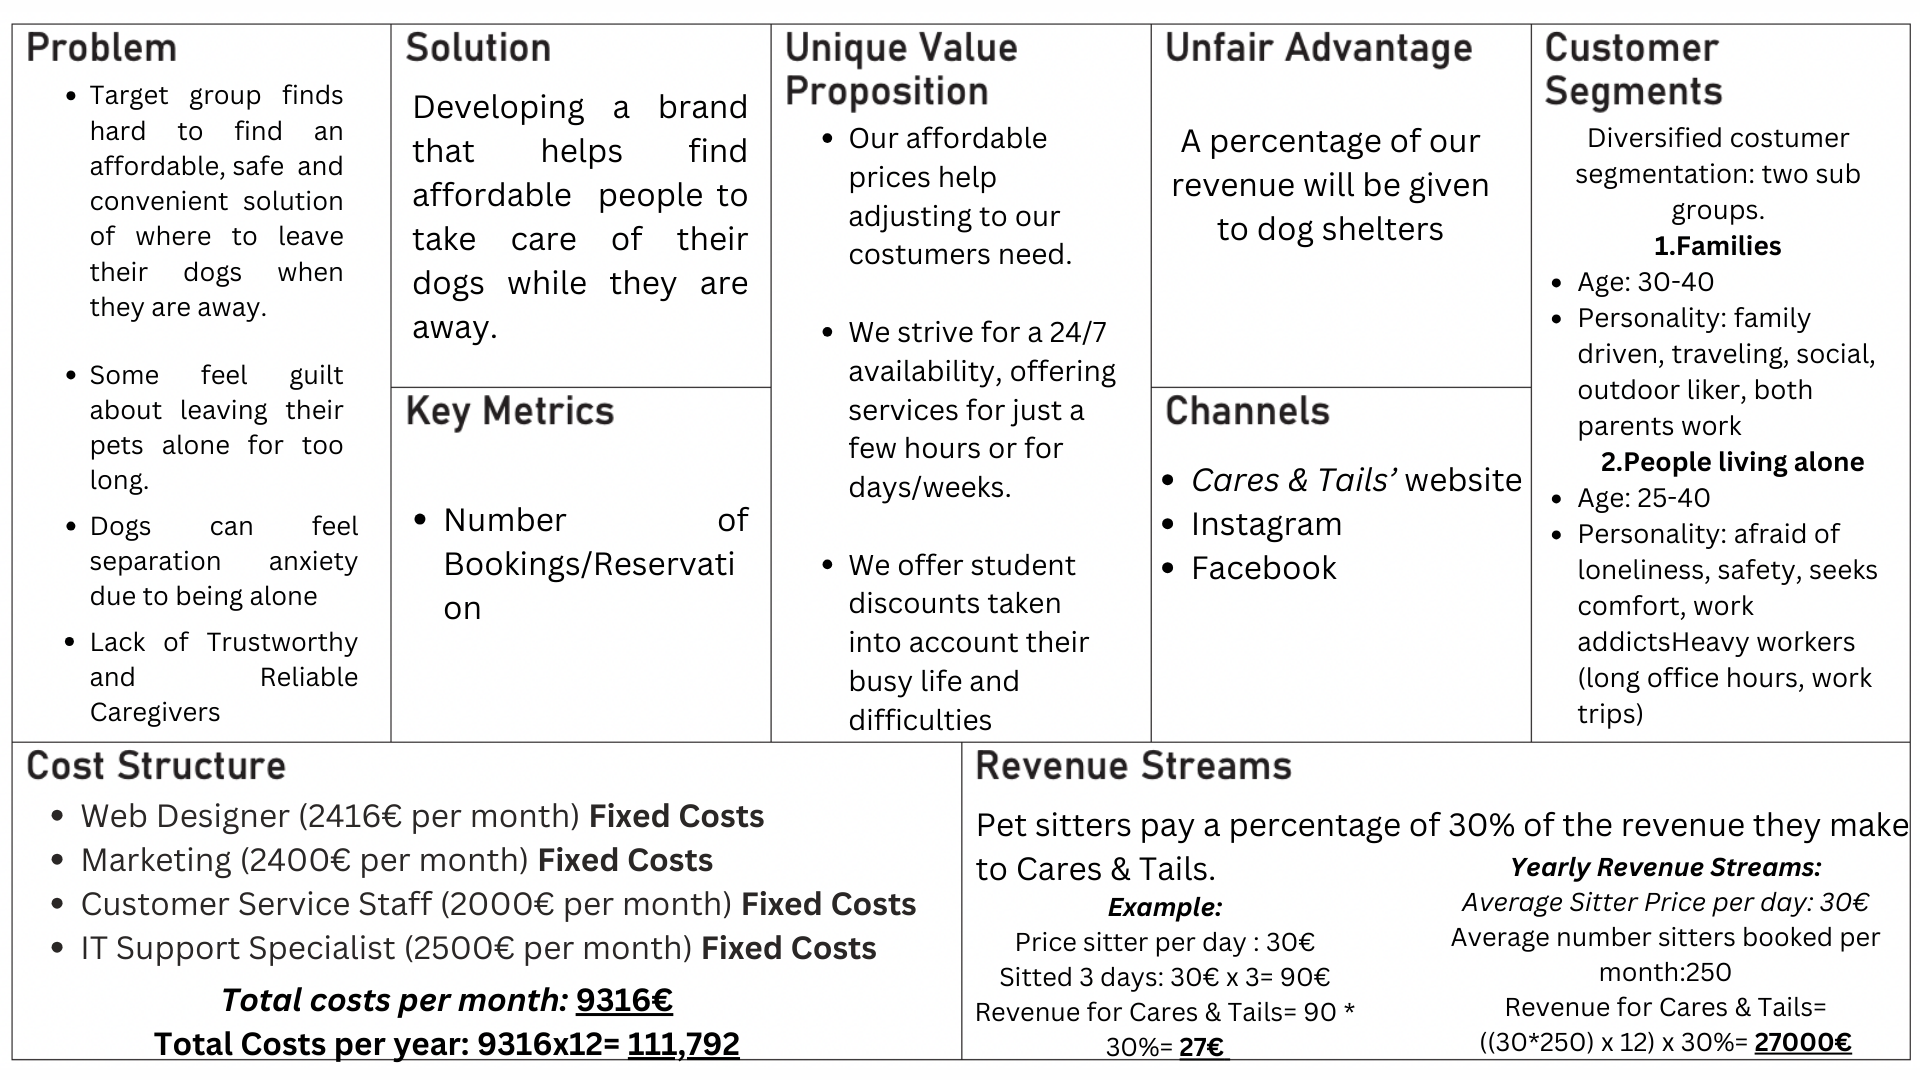 Problem
Target group finds
hard to find an
affordable, safe and
convenient solution
of where to leave
their dogs when
they are away.
Some feel guilt
about leaving their
pets alone for too
long.
Dogs can feel
separation anxiety
due to being alone
Lack of Trustworthy
and Reliable
Caregivers
Solution
Developing a brand
that helps find
affordable people to
take care of their
dogs while they are
away.
Key Metrics
Number of
Bookings/Reservati
on
Unique Value
Proposition
Our affordable
prices help
adjusting to our
costumers need.
We strive for a 24/7
availability, offering
services for just a
few hours or for
days/weeks.
We offer student
discounts taken
into account their
busy life and
difficulties
Unfair Advantage
A percentage of our
revenue will be given
to dog shelters
Channels
Cares & Tails’ website
Instagram
Facebook
Customer
Segments
Diversified costumer
segmentation: two sub
groups.
1.Families
Age: 30-40
Personality: family
driven, traveling, social,
outdoor liker, both
parents work
2.People living alone
Age: 25-40
Personality: afraid of
loneliness, safety, seeks
comfort, work
addictsHeavy workers
(long office hours, work
trips)
Cost Structure
Web Designer (2416€ per month) Fixed Costs
Marketing (2400€ per month) Fixed Costs
Customer Service Staff (2000€ per month) Fixed Costs
IT Support Specialist (2500€ per month) Fixed Costs
Total costs per month: 9316€
Total Costs per year: 9316x12= 111,792
Revenue Streams
Pet sitters pay a percentage of 30% of the revenue they make
to Cares & Tails.
Example:
Price sitter per day : 30€
Sitted 3 days: 30€ x 3= 90€
Revenue for Cares & Tails= 90 *
30%= 27€
Yearly Revenue Streams:
Average Sitter Price per day: 30€
Average number sitters booked per
month:250
Revenue for Cares & Tails=
((30*250) x 12) x 30%= 27000€